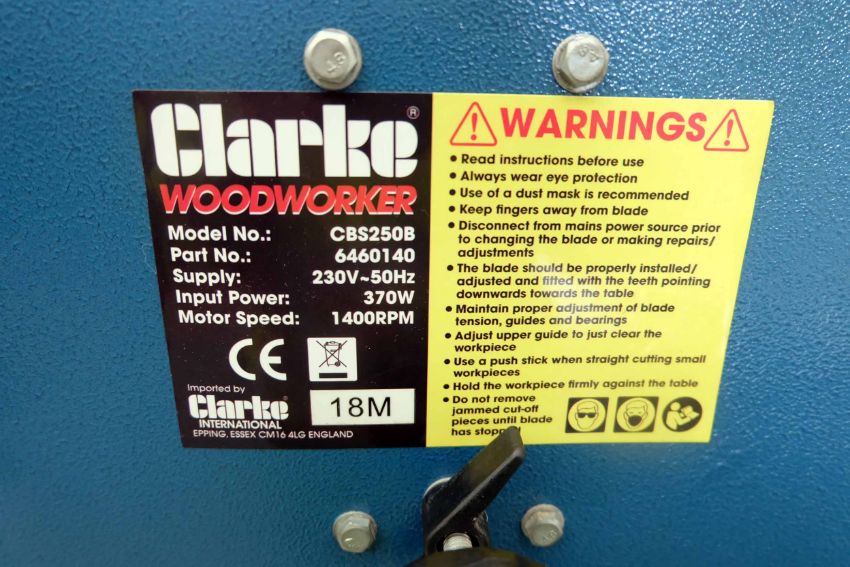 Clarke®
WOODWORKER
Model No.: CBS250B
Part No.: 6460140
Supply: 230V~50Hz
Input Power: 370W
Motor Speed: 1400RPM
CE
Imported by
Clarke
INTERNATIONAL
18M
EPPING, ESSEX CM16 4LG ENGLAND
WARNINGS
• Read instructions before use
• Always wear eye protection
• Use of a dust mask is recommended
• Keep fingers away from blade
• Disconnect from mains power source prior
to changing the blade or making repairs/
adjustments
• The blade should be properly installed/
adjusted and fitted with the teeth pointing
downwards towards the table
• Maintain proper adjustment of blade
tension, guides and bearings
• Adjust upper guide to just clear the
workpiece
• Use a push stick when straight cutting small
workpieces
• Hold the workpiece firmly against the table
• Do not remove
jammed cut-off
pieces until blade
has stopped